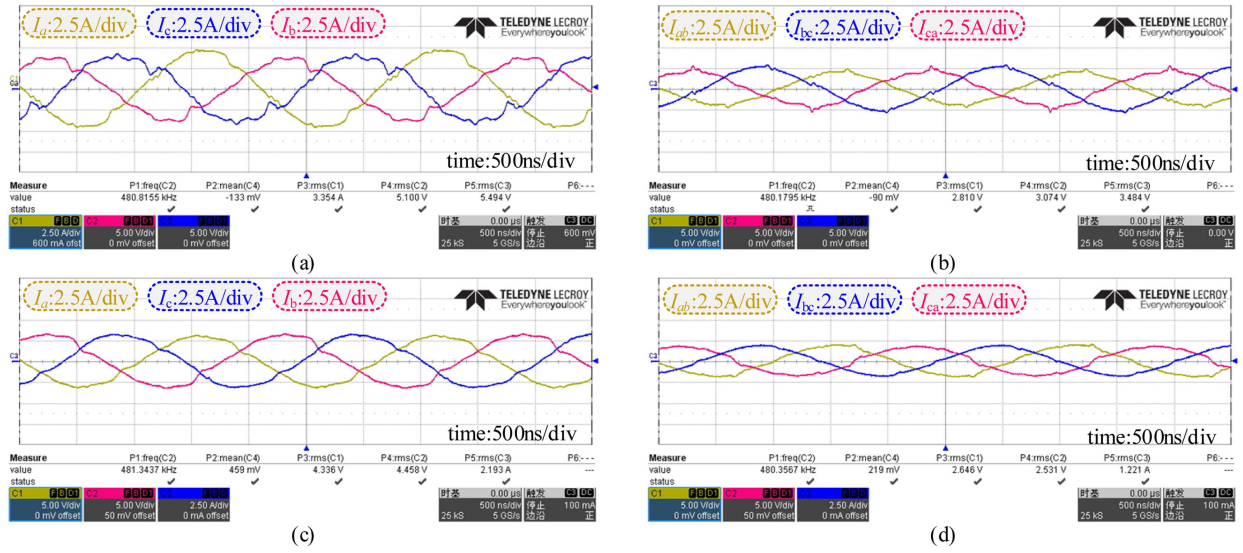 Ia:2.5A/div Ic:2.5A/div Ib:2.5A/div
TELEDYNE LECROY
Everywhereyoulook™
C3
time:500ns/div
Measure P1:freq(C2) P2:mean(C4) P3:rms(C1) P4:rms(C2) P5:rms(C3) P6:- - -
value 480.8155 kHz -133 mV 3.354 A 5.100 V 5.494 V
status
C1 F B D C2 F B D1
2.50 A/div 5.00 V/div 5.00 V/div
600 mA ofst 0 mV offset 0 mV offset
时基 0.00 µs 触发 C3 DC
500 ns/div 停止 600 mV
25 kS 5 GS/s 边沿 正
(a)
Iab:2.5A/div Ibc:2.5A/div Ica:2.5A/div
TELEDYNE LECROY
Everywhereyoulook™
C3
time:500ns/div
Measure P1:freq(C2) P2:mean(C4) P3:rms(C1) P4:rms(C2) P5:rms(C3) P6:- - -
value 480.1795 kHz -90 mV 2.810 V 3.074 V 3.484 V
status
C1 F B D1 C2 F B D1
5.00 V/div 5.00 V/div 5.00 V/div
0 mV offset 0 mV offset 0 mV offset
时基 0.00 µs 触发 C3 DC
500 ns/div 停止 0.00 V
25 kS 5 GS/s 边沿 正
(b)
Ia:2.5A/div Ic:2.5A/div Ib:2.5A/div
TELEDYNE LECROY
Everywhereyoulook™
C3
time:500ns/div
Measure P1:freq(C2) P2:mean(C4) P3:rms(C1) P4:rms(C2) P5:rms(C3) P6:- - -
value 481.3437 kHz 459 mV 4.336 V 4.458 V 2.193 A ---
status
C1 F B D1 C2 F B D1
5.00 V/div 5.00 V/div 2.50 A/div
0 mV offset 50 mV offset 0 mA offset
时基 0.00 µs 触发 C3 DC
500 ns/div 停止 100 mA
25 kS 5 GS/s 边沿 正
(c)
Iab:2.5A/div Ibc:2.5A/div Ica:2.5A/div
TELEDYNE LECROY
Everywhereyoulook™
C3
time:500ns/div
Measure P1:freq(C2) P2:mean(C4) P3:rms(C1) P4:rms(C2) P5:rms(C3) P6:- - -
value 480.3567 kHz 219 mV 2.646 V 2.531 V 1.221 A ---
status
C1 F B D1 C2 F B D1
5.00 V/div 5.00 V/div 2.50 A/div
0 mV offset 50 mV offset 0 mA offset
时基 0.00 µs 触发 C3 DC
500 ns/div 停止 100 mA
25 kS 5 GS/s 边沿 正
(d)